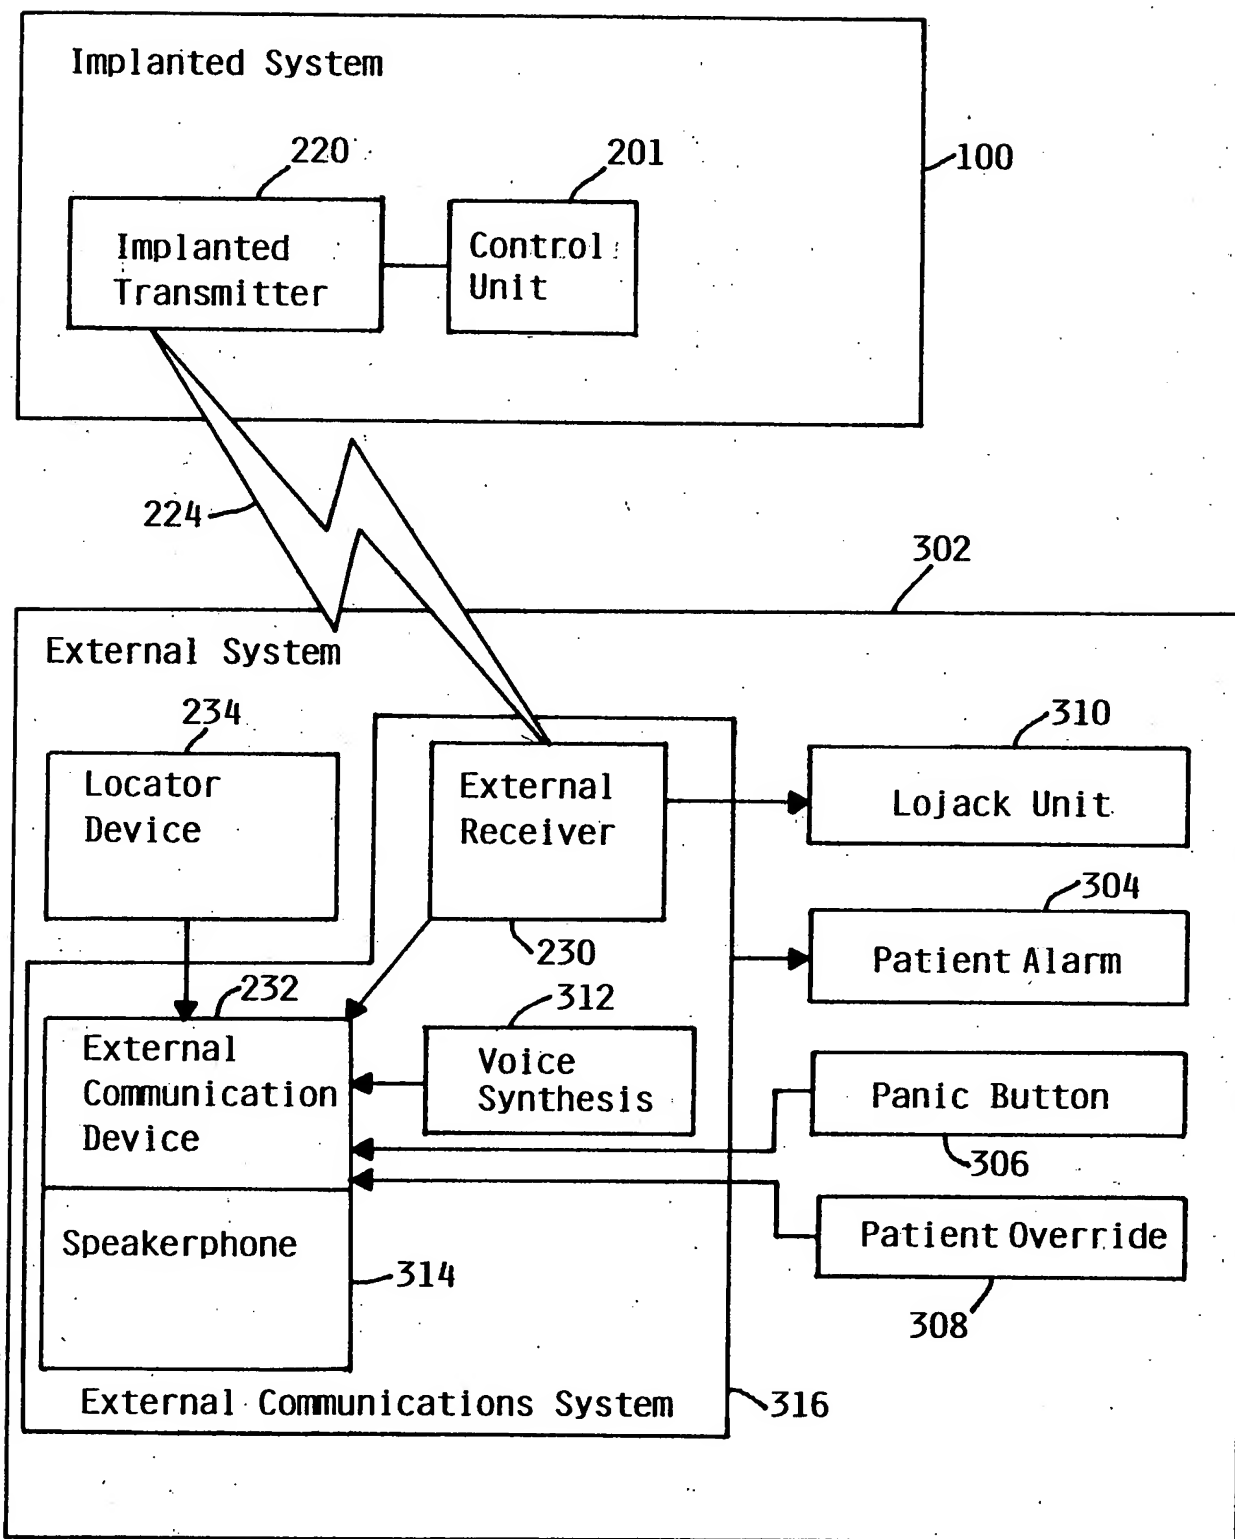 Implanted System
220
201
100
Implanted
Transmitter
Control
Unit
224
302
External System
234
310
Locator
Device
External
Receiver
Lojack Unit
304
230
Patient Alarm
232
312
External
Communication
Device
Voice
Synthesis
Panic Button
306
Speakerphone
Patient Override
314
308
External Communications System
316